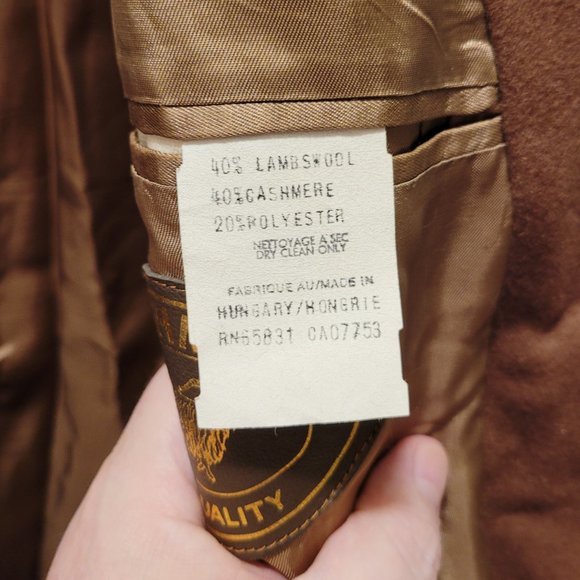 40% LAMBSWOOL
40%CASHMERE
20%POLYESTER
NETTOYAGE A SEC
DRY CLEAN ONLY
FABRIQUE AU/MADE IN
HUNGARY/HONGRIE
RN65831 CA07753
QUALITY